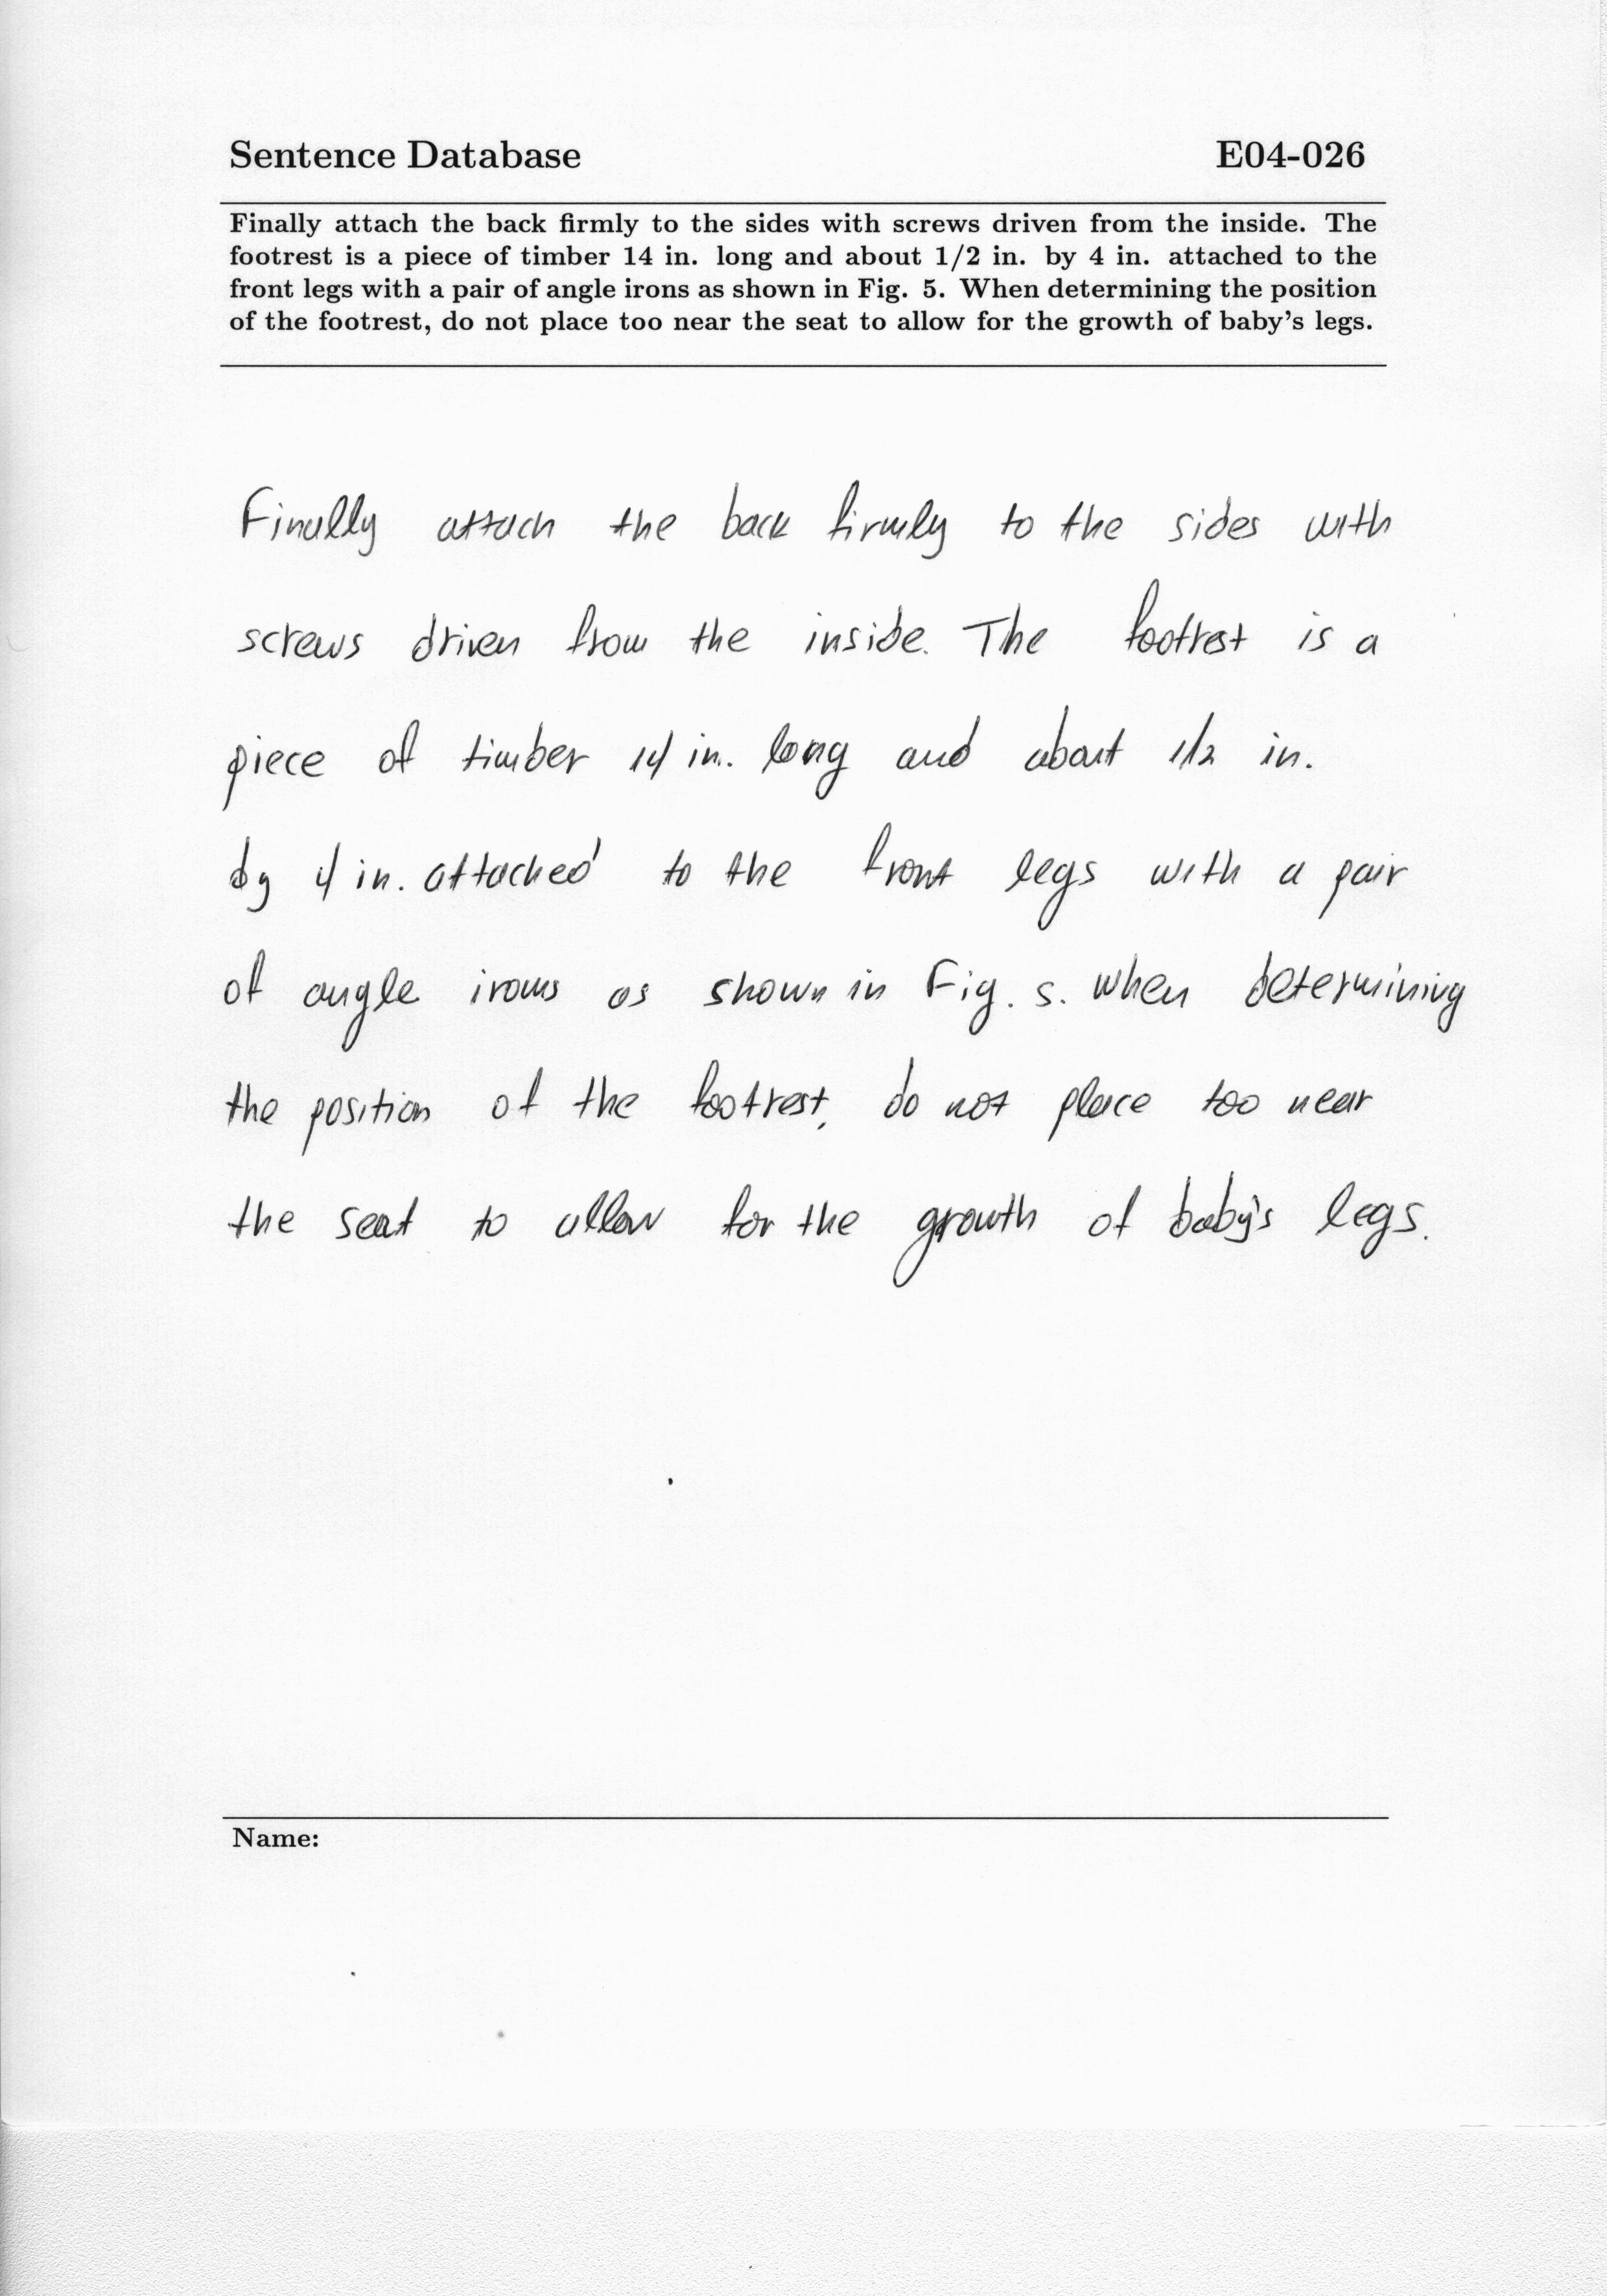 Sentence Database E04-026
Finally attach the back firmly to the sides with screws driven from the inside. The
footrest is a piece of timber 14 in. long and about 1/2 in. by 4 in. attached to the
front legs with a pair of angle irons as shown in Fig. 5. When determining the position
of the footrest, do not place too near the seat to allow for the growth of baby's legs.
Finally attach the back firmly to the sides with
screws driven from the inside. The footrest is a
piece of timber 14 in. long and about 1/2 in.
by 4 in. attached to the front legs with a pair
of angle irons as shown in Fig. 5. When determining
the position of the footrest, do not place too near
the seat to allow for the growth of baby's legs.
Name: